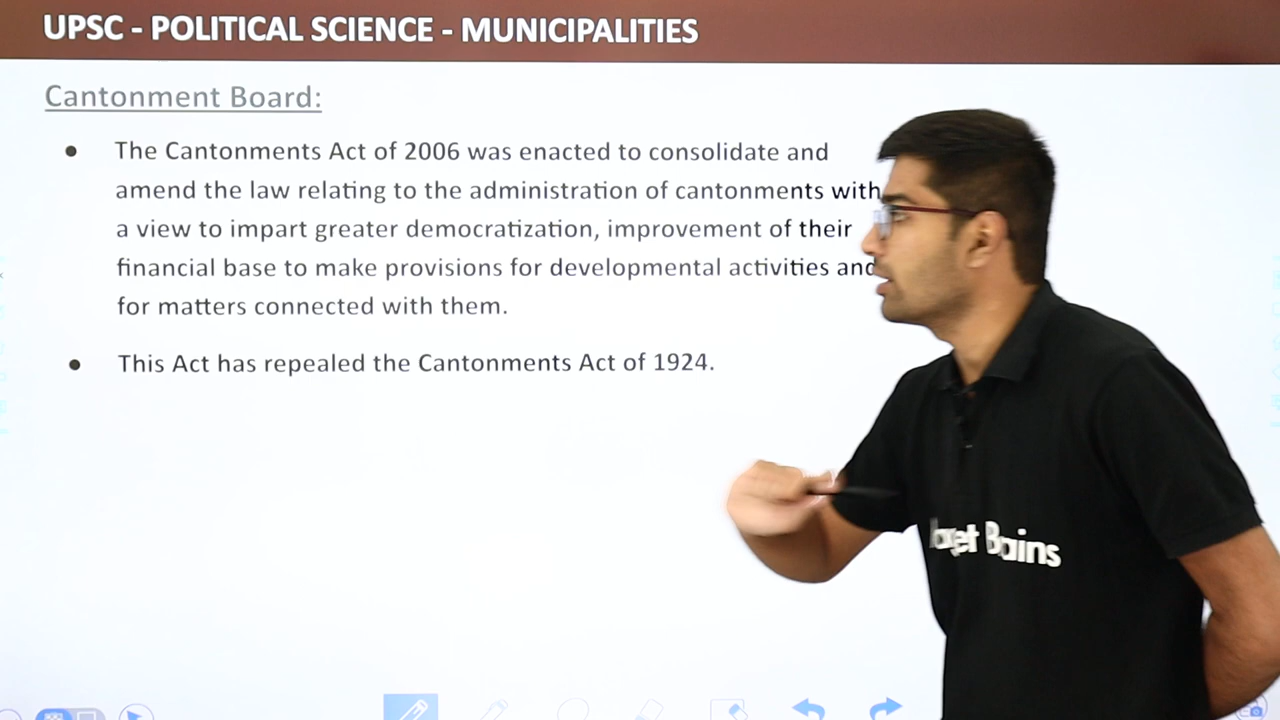 UPSC - POLITICAL SCIENCE - MUNICIPALITIES
Cantonment Board:
● The Cantonments Act of 2006 was enacted to consolidate and
amend the law relating to the administration of cantonments with
a view to impart greater democratization, improvement of their
financial base to make provisions for developmental activities and
for matters connected with them.
● This Act has repealed the Cantonments Act of 1924.
Brains